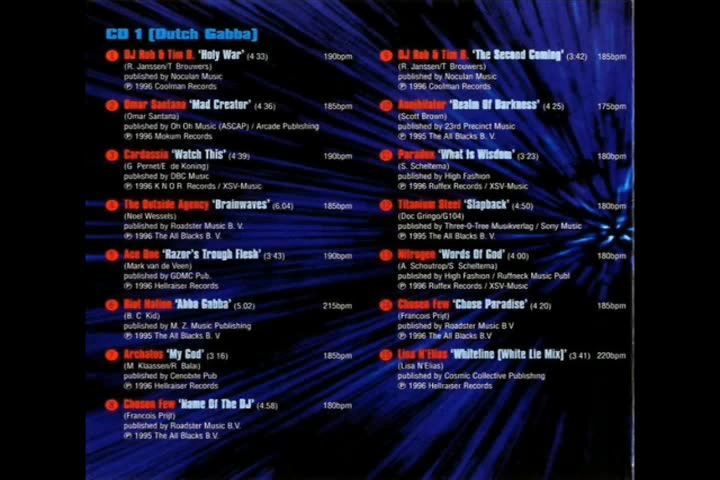 CD 1 (Dutch Gabba)
1 DJ Rob & Tim B. 'Holy War' (4 33) 190bpm
(R. Janssen/T Brouwers)
published by Noculan Music
℗ 1996 Coolman Records
2 Omar Santana 'Mad Creator' (4 36) 185bpm
(Omar Santana)
published by Oh Oh Music (ASCAP) / Arcade Publishing
℗ 1996 Mokum Records
3 Cardassia 'Watch This' (4:39) 190bpm
(G Pernet/E de Koning)
published by DBC Music
℗ 1996 K N O R Records / XSV-Music
4 The Outside Agency 'Brainwaves' (6.04) 185bpm
(Noel Wessels)
published by Roadster Music B. V.
℗ 1996 The All Blacks B. V.
5 Ace One 'Razor's Trough Flesh' (3 43) 190bpm
(Mark van de Veen)
published by GDMC Pub.
℗ 1996 Hellraiser Records
6 Riot Nation 'Abba Gabba' (5.02) 215bpm
(B. C Kid)
published by M. Z. Music Publishing
℗ 1995 The All Blacks B.V
7 Archatos 'My God' (3 16) 185bpm
(M Klaassen/R Balai)
published by Cenobite Pub
℗ 1996 Hellraiser Records
8 Chosen Few 'Name Of The DJ' (4.58) 180bpm
(Francois Prijt)
published by Roadster Music B.V.
℗ 1995 The All Blacks B.V.
9 DJ Rob & Tim B. 'The Second Coming' (3:42) 185bpm
(R. Janssen/T Brouwers)
published by Noculan Music
℗ 1996 Coolman Records
10 Annihilator 'Realm Of Darkness' (4 25) 175bpm
(Scott Brown)
published by 23rd Precinct Music
℗ 1995 The All Blacks B.V.
11 Paradox 'What Is Wisdom' (3 23) 180bpm
(S. Scheltema)
published by High Fashion
℗ 1996 Ruffex Records / XSV-Music
12 Titanium Steel 'Slapback' (4:50) 180bpm
(Doc Gringo/G104)
published by Three-O-Tree Musikverlag / Sony Music
℗ 1995 The All Blacks B.V.
13 Nitrogen 'Words Of God' (4 00) 180bpm
(A Schoutrop/S Scheltema)
published by High Fashion / Ruffneck Music Publ
℗ 1996 Ruffex Records / XSV-Music
14 Chosen Few 'Chose Paradise' (4 20) 185bpm
(Francois Prijt)
published by Roadster Music B V
℗ 1996 The All Blacks B V
15 Lisa N'Elias 'Whiteline (White Lie Mix)' (3 41) 220bpm
(Lisa N'Elias)
published by Cosmic Collective Publishing
℗ 1996 Hellraiser Records